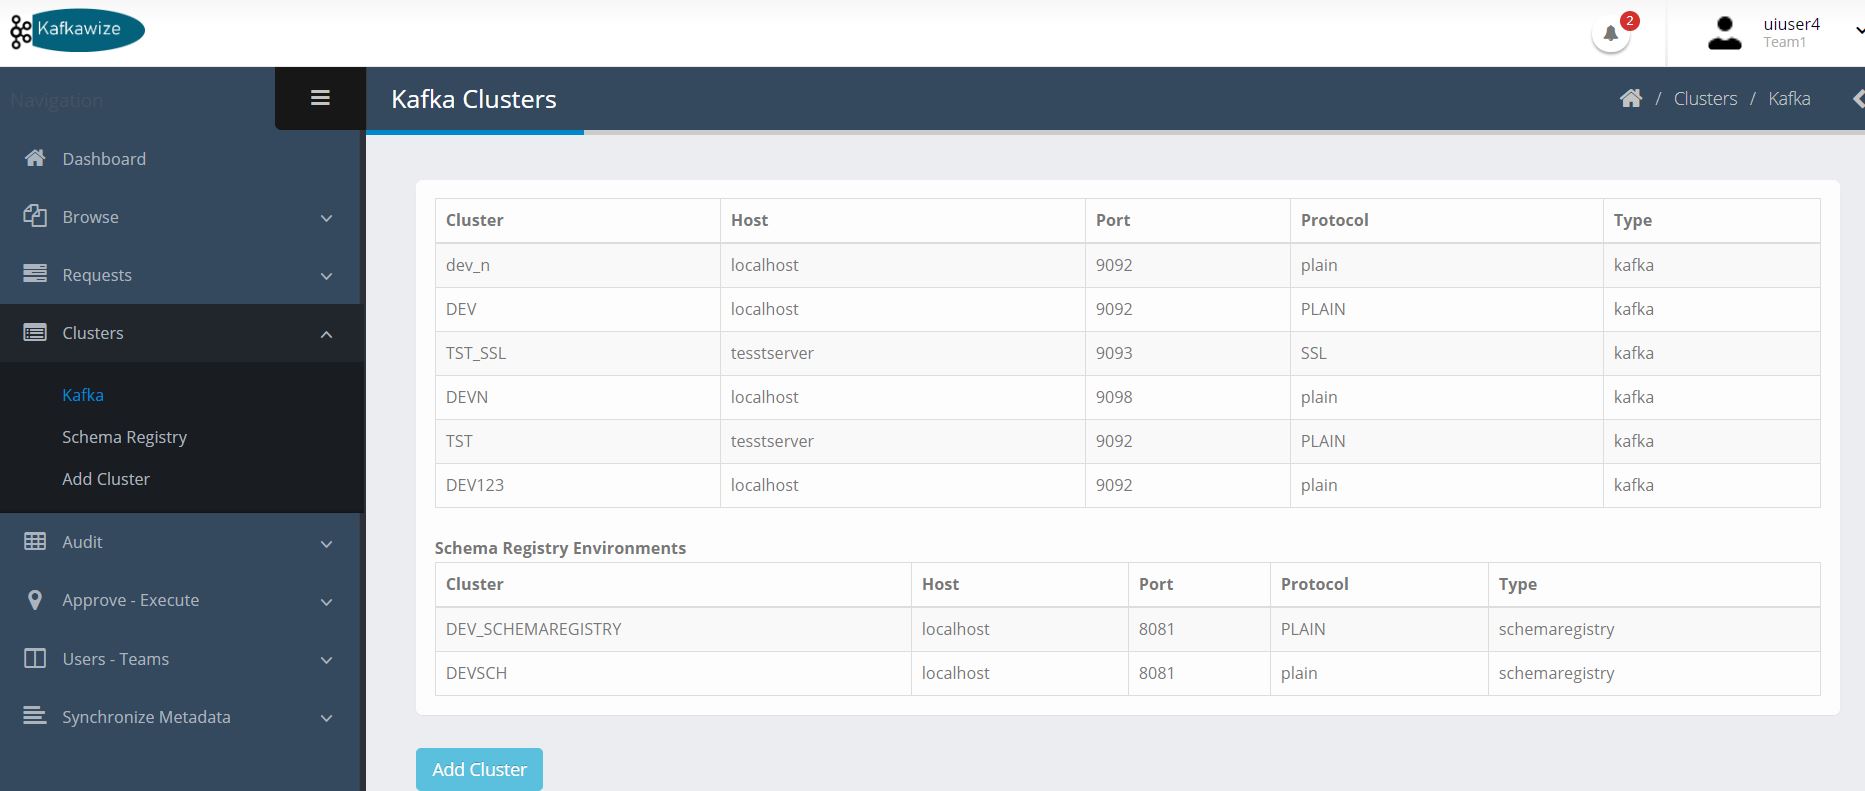 Kafkawize
2
uiuser4
Team1
Navigation
Kafka Clusters
/ Clusters / Kafka
Dashboard
Browse
Requests
Clusters
Kafka
Schema Registry
Add Cluster
Audit
Approve - Execute
Users - Teams
Synchronize Metadata
Cluster Host Port Protocol Type
dev_n localhost 9092 plain kafka
DEV localhost 9092 PLAIN kafka
TST_SSL tesstserver 9093 SSL kafka
DEVN localhost 9098 plain kafka
TST tesstserver 9092 PLAIN kafka
DEV123 localhost 9092 plain kafka
Schema Registry Environments
Cluster Host Port Protocol Type
DEV_SCHEMAREGISTRY localhost 8081 PLAIN schemaregistry
DEVSCH localhost 8081 plain schemaregistry
Add Cluster